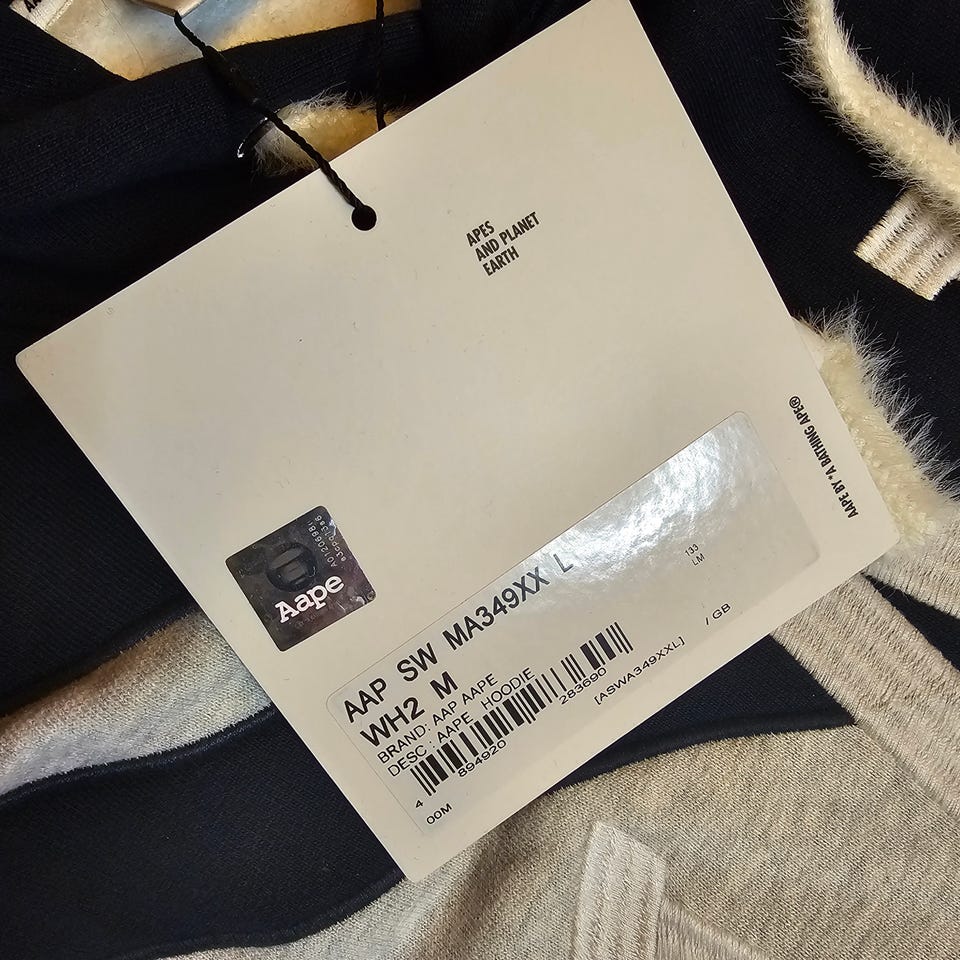 APES
AND PLANET
EARTH
AAPE BY *A BATHING APE®
Aape
AAP SW MA349XX L
133
LM
WH2 M
BRAND: AAP AAPE
DESC : AAPE HOODIE
/ GB
4 894920 283690
[ASWA349XXL]
00M